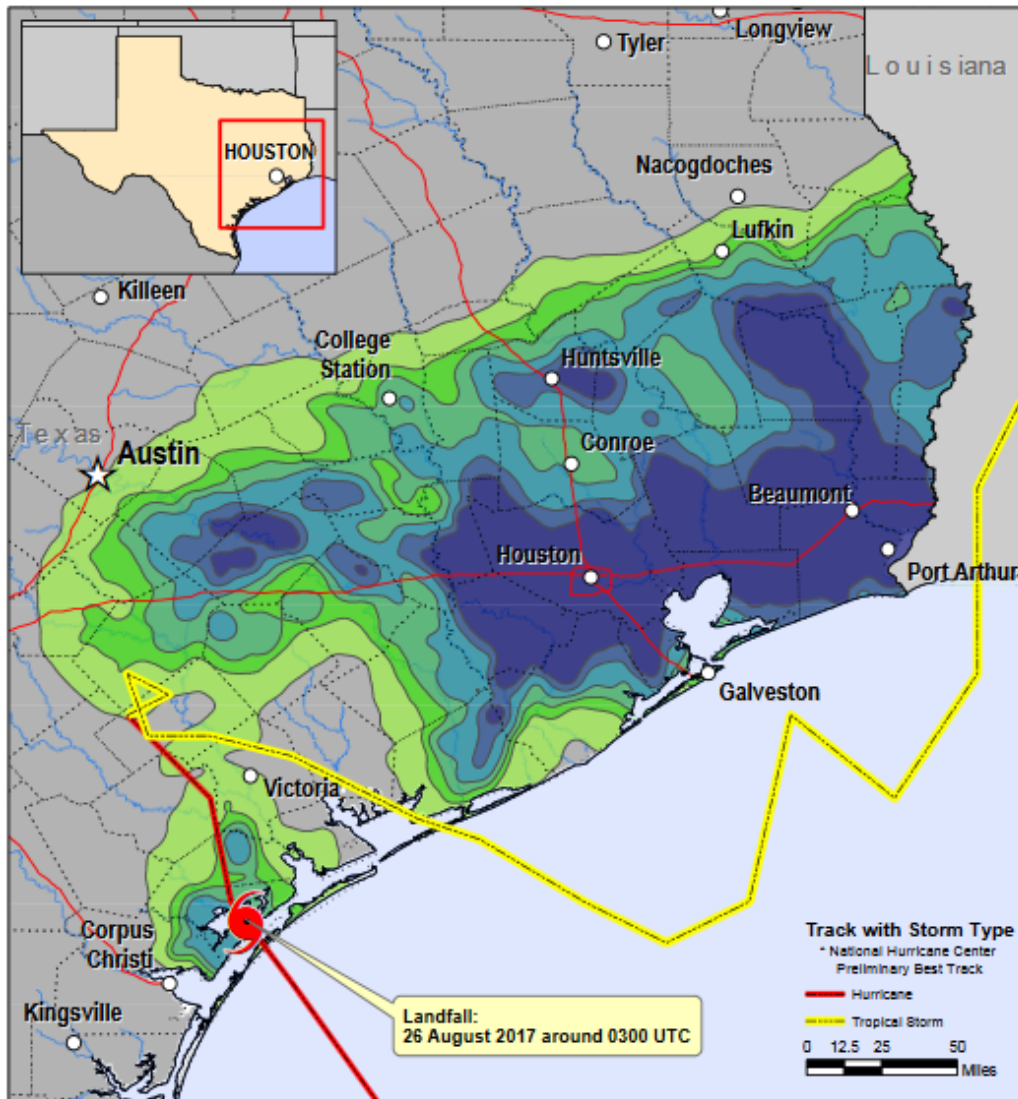 Longview
Tyler
Louisiana
HOUSTON
Nacogdoches
Lufkin
Killeen
College
Station
Huntsville
Texas
Austin
Conroe
Beaumont
Houston
Port Arthur
Galveston
Victoria
Corpus
Christi
Kingsville
Landfall:
26 August 2017 around 0300 UTC
Track with Storm Type
* National Hurricane Center
Preliminary Best Track
Hurricane
Tropical Storm
0 12.5 25 50
Miles